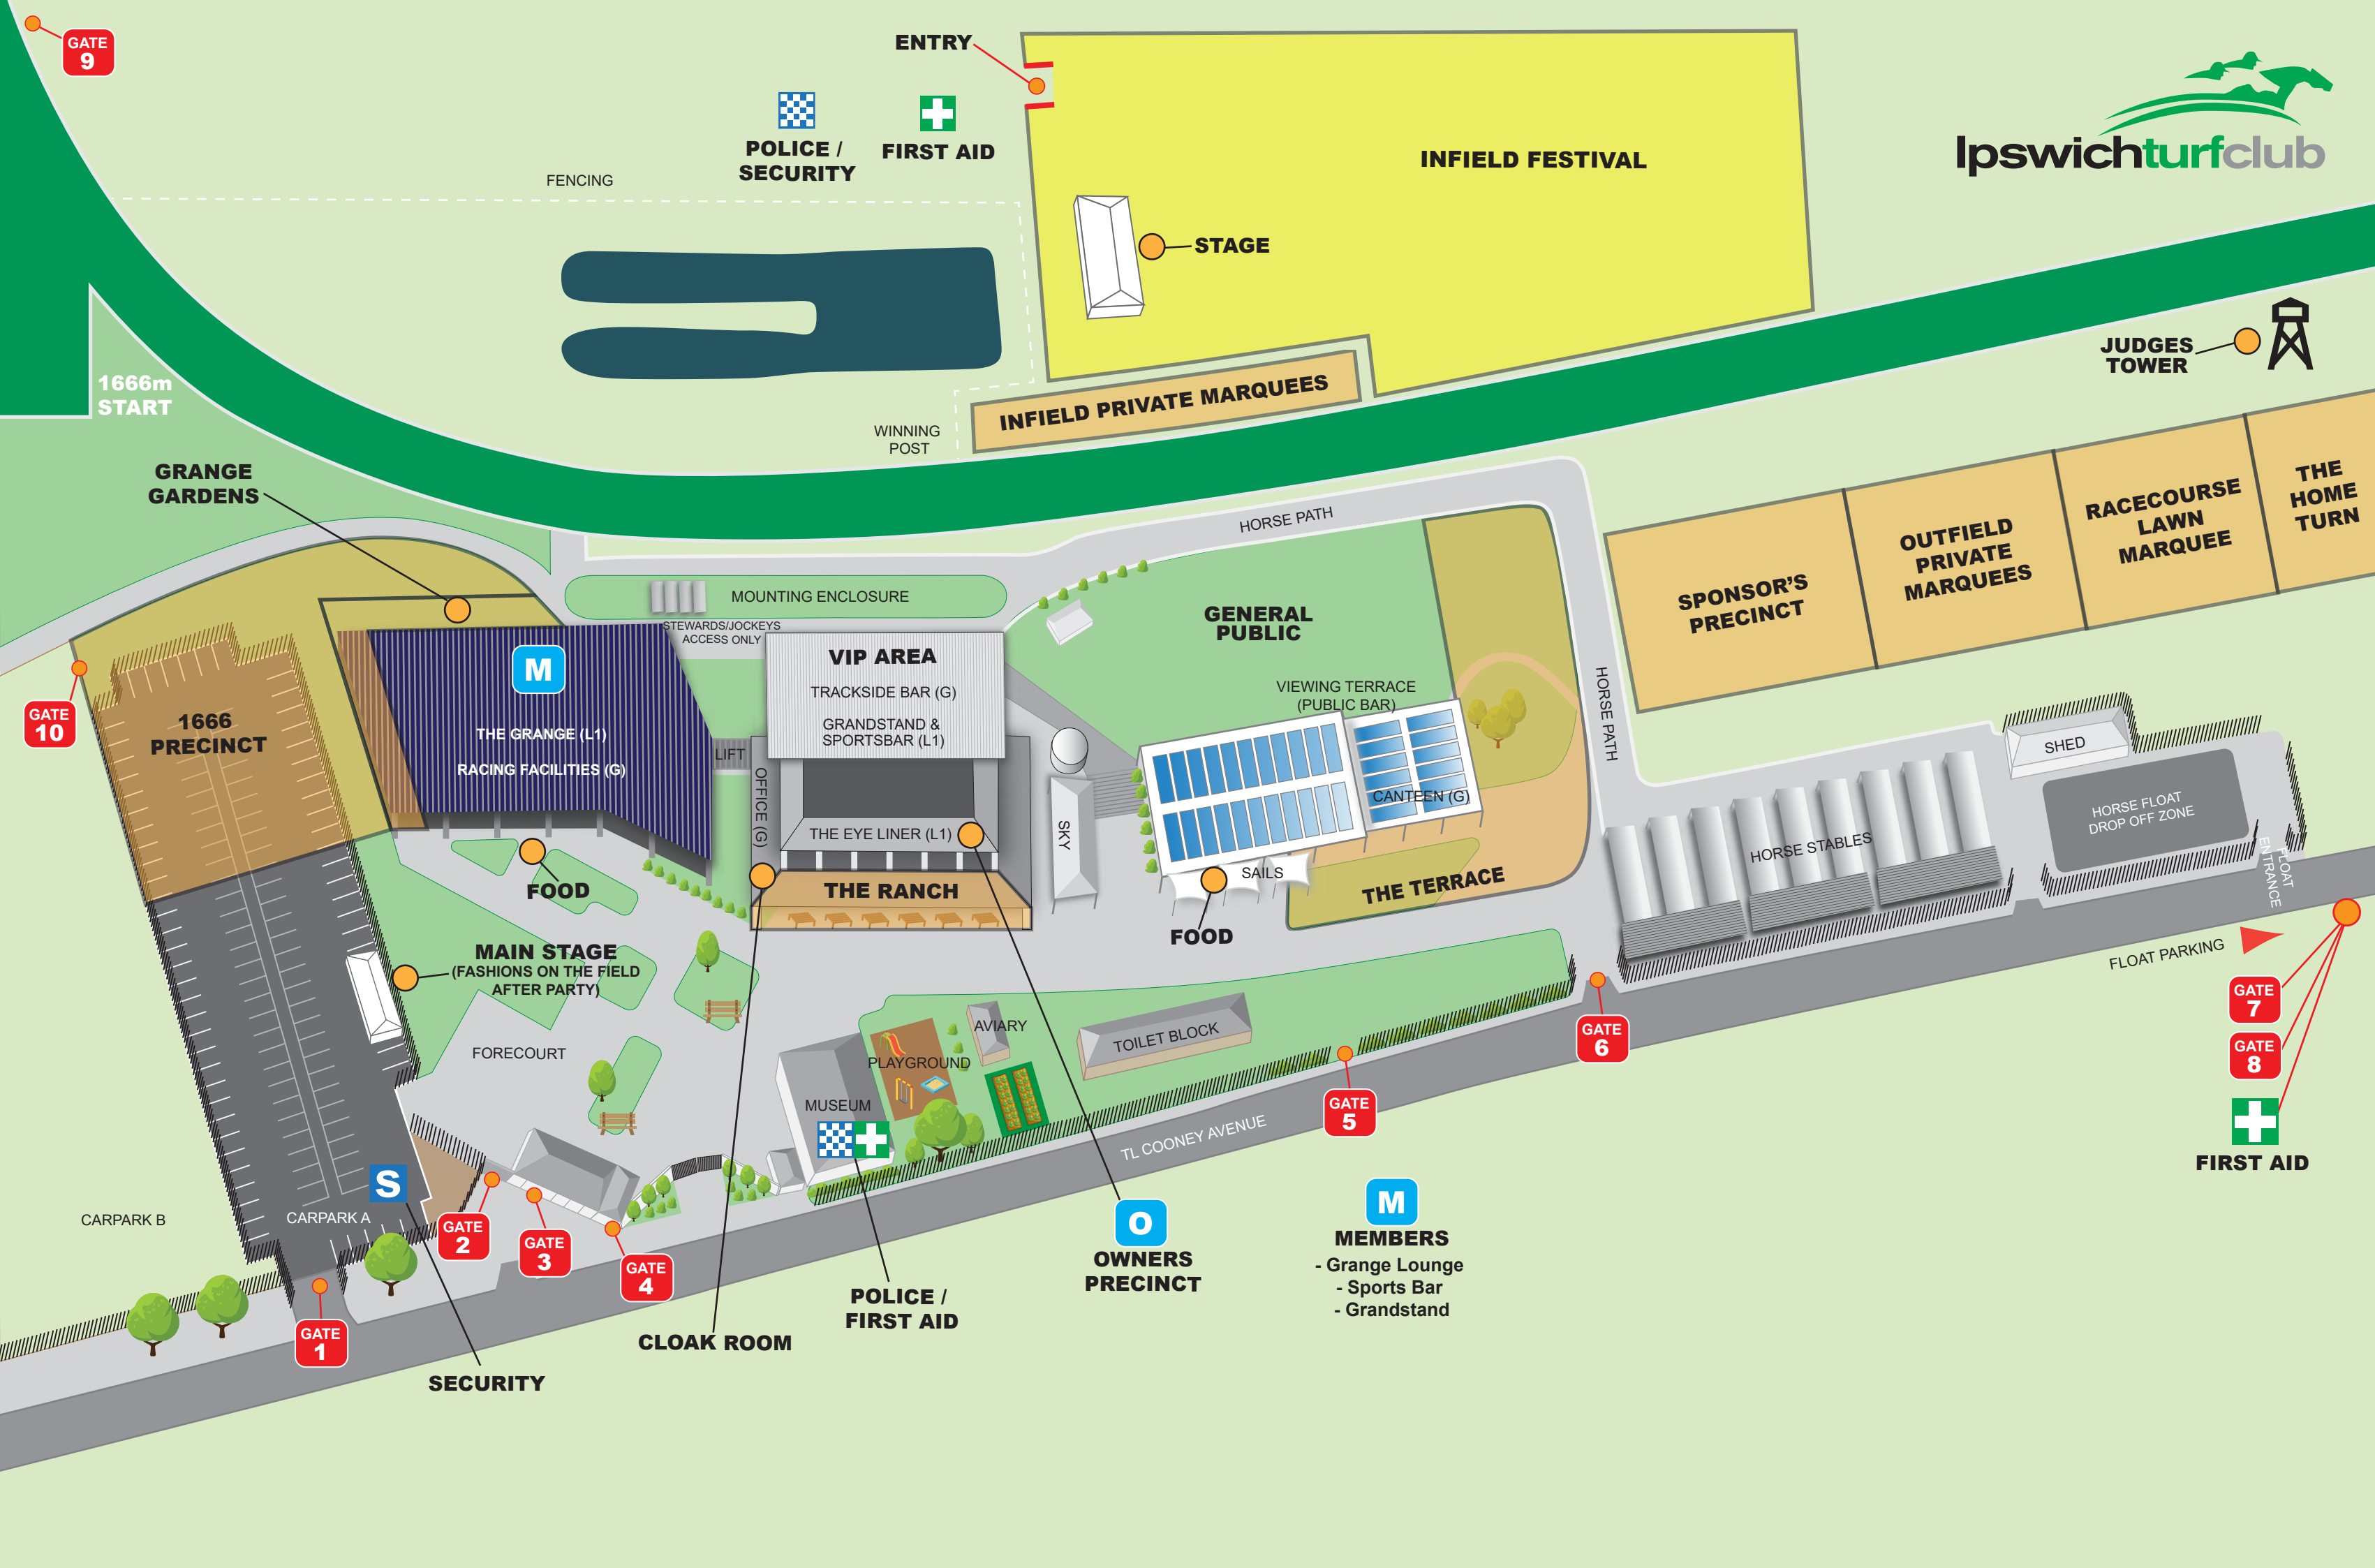 GATE
9
ENTRY
POLICE /
SECURITY
FIRST AID
INFIELD FESTIVAL
Ipswichturfclub
FENCING
STAGE
JUDGES
TOWER
1666m
START
INFIELD PRIVATE MARQUEES
WINNING
POST
GRANGE
GARDENS
HORSE PATH
THE
HOME
TURN
RACECOURSE
LAWN
MARQUEE
OUTFIELD
PRIVATE
MARQUEES
SPONSOR'S
PRECINCT
MOUNTING ENCLOSURE
STEWARDS/JOCKEYS
ACCESS ONLY
GENERAL
PUBLIC
M
VIP AREA
TRACKSIDE BAR (G)
GRANDSTAND &
SPORTSBAR (L1)
VIEWING TERRACE
(PUBLIC BAR)
HORSE PATH
GATE
10
1666
PRECINCT
THE GRANGE (L1)
RACING FACILITIES (G)
LIFT
OFFICE (G)
SHED
CANTEEN (G)
HORSE FLOAT
DROP OFF ZONE
THE EYE LINER (L1)
SKY
HORSE STABLES
FLOAT
ENTRANCE
FOOD
THE RANCH
SAILS
THE TERRACE
FOOD
MAIN STAGE
(FASHIONS ON THE FIELD
AFTER PARTY)
FLOAT PARKING
GATE
7
GATE
8
FIRST AID
FORECOURT
AVIARY
TOILET BLOCK
PLAYGROUND
GATE
6
MUSEUM
GATE
5
TL COONEY AVENUE
S
CARPARK B
CARPARK A
GATE
2
GATE
3
GATE
4
GATE
1
SECURITY
CLOAK ROOM
POLICE /
FIRST AID
O
OWNERS
PRECINCT
M
MEMBERS
- Grange Lounge
- Sports Bar
- Grandstand